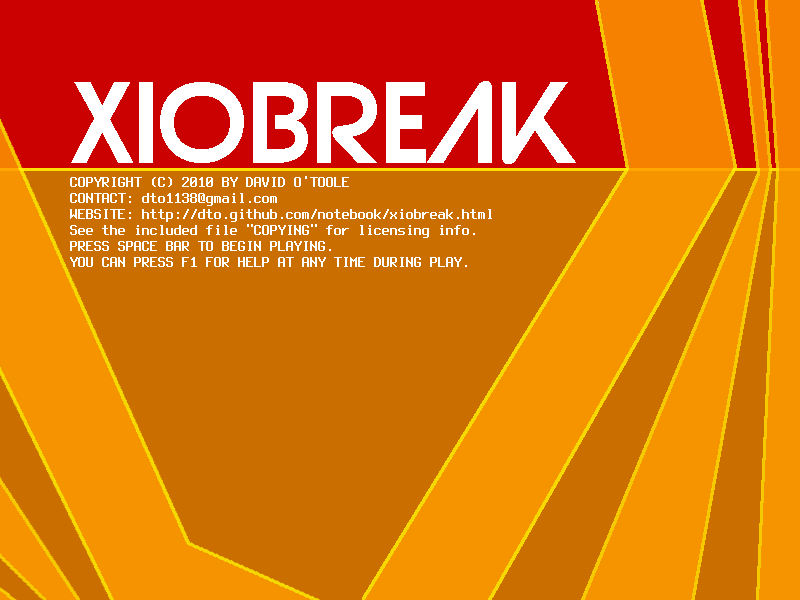 XIOBREAK
COPYRIGHT (C) 2010 BY DAVID O'TOOLE
CONTACT: dto1138@gmail.com
WEBSITE: http://dto.github.com/notebook/xiobreak.html
See the included file "COPYING" for licensing info.
PRESS SPACE BAR TO BEGIN PLAYING.
YOU CAN PRESS F1 FOR HELP AT ANY TIME DURING PLAY.